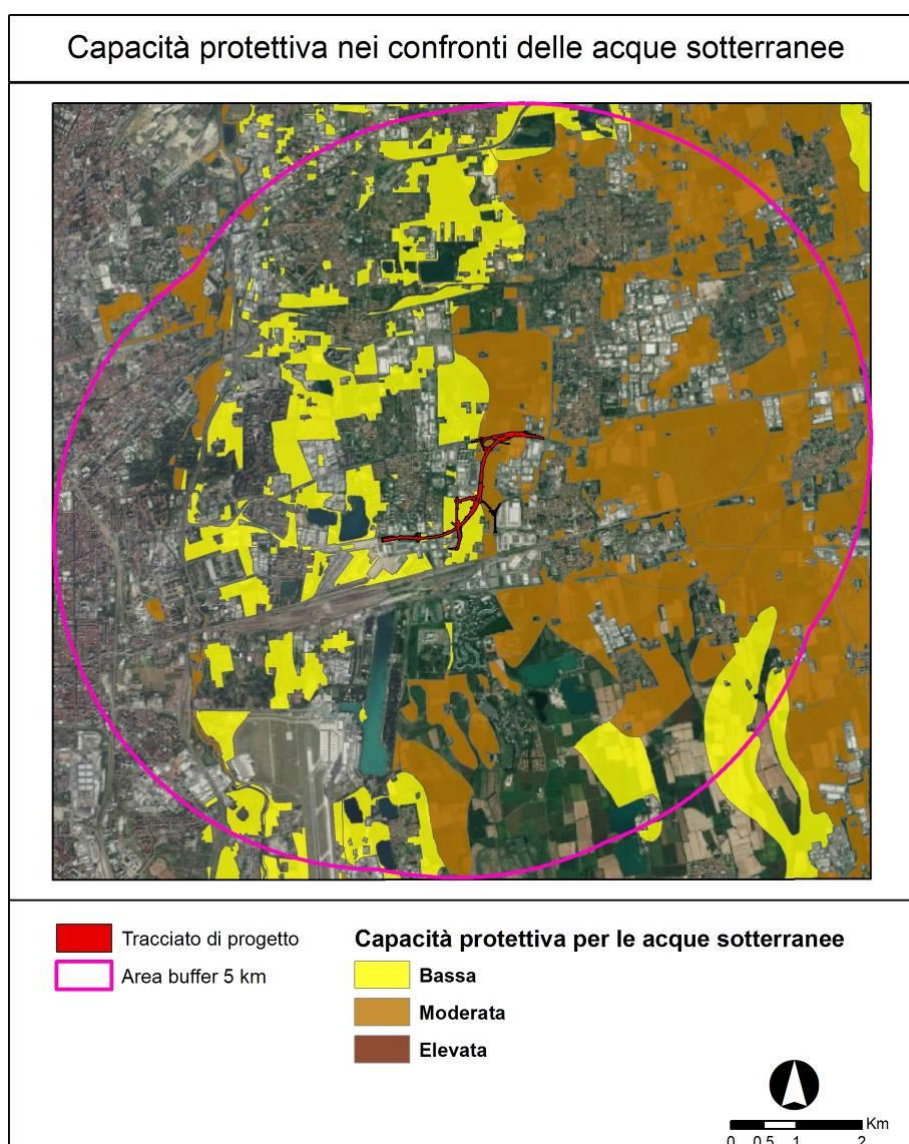 Capacità protettiva nei confronti delle acque sotterranee
Tracciato di progetto
Area buffer 5 km
Capacità protettiva per le acque sotterranee
Bassa
Moderata
Elevata
Km
0 0.5 1 2